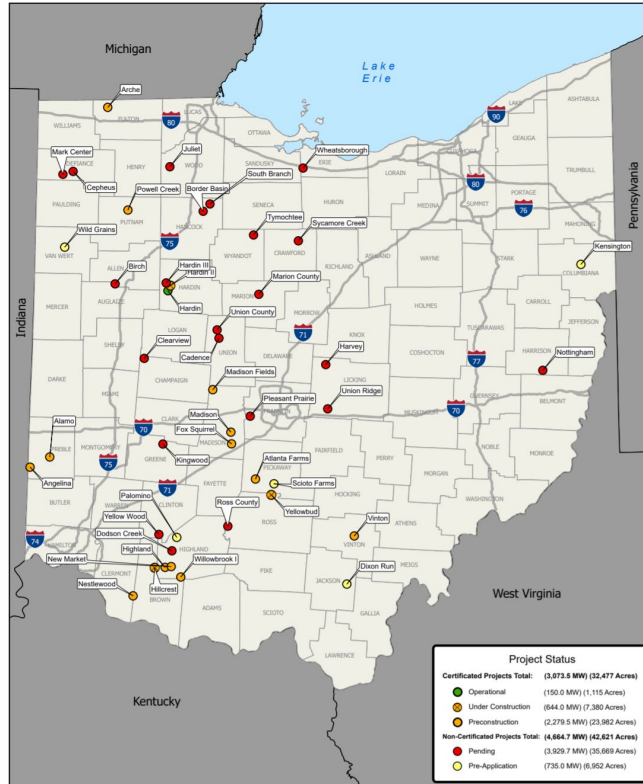 Michigan
Lake
Erie
Pennsylvania
Indiana
West Virginia
Kentucky
Arche
80
90
WILLIAMS
FULTON
LUCAS
OTTAWA
LAKE
ASHTABULA
GEAUGA
CUYAHOGA
TRUMBULL
Mark Center
DEFIANCE
HENRY
Juliet
WOOD
SANDUSKY
ERIE
Wheatsborough
LORAIN
80
PORTAGE
Cepheus
Powell Creek
Border Basin
South Branch
MEDINA
SUMMIT
76
PAULDING
PUTNAM
HANCOCK
SENECA
HURON
MAHONING
Wild Grains
VAN WERT
75
Tymochtee
WYANDOT
Sycamore Creek
CRAWFORD
ASHLAND
WAYNE
STARK
Kensington
COLUMBIANA
ALLEN
Birch
Hardin III
Hardin II
HARDIN
Hardin
Marion County
MARION
RICHLAND
CARROLL
MERCER
AUGLAIZE
MORROW
HOLMES
JEFFERSON
LOGAN
Union County
71
KNOX
TUSCARAWAS
SHELBY
Clearview
Cadence
UNION
DELAWARE
Harvey
COSHOCTON
77
HARRISON
Nottingham
DARKE
CHAMPAIGN
Madison Fields
LICKING
MIAMI
Pleasant Prairie
Union Ridge
GUERNSEY
BELMONT
CLARK
Madison
FRANKLIN
MUSKINGUM
70
Alamo
70
Fox Squirrel
MADISON
PREBLE
MONTGOMERY
GREENE
FAIRFIELD
PERRY
NOBLE
MONROE
75
Kingwood
Atlanta Farms
Angelina
PICKAWAY
MORGAN
71
FAYETTE
Scioto Farms
HOCKING
WASHINGTON
BUTLER
WARREN
Palomino
CLINTON
Ross County
ROSS
Yellowbud
Yellow Wood
Vinton
ATHENS
74
HAMILTON
Dodson Creek
HIGHLAND
VINTON
Highland
New Market
Willowbrook I
Dixon Run
MEIGS
CLERMONT
PIKE
JACKSON
Nestlewood
Hillcrest
BROWN
ADAMS
SCIOTO
GALLIA
LAWRENCE
Project Status
Certificated Projects Total: (3,073.5 MW) (32,477 Acres)
Operational (150.0 MW) (1,115 Acres)
Under Construction (644.0 MW) (7,380 Acres)
Preconstruction (2,279.5 MW) (23,982 Acres)
Non-Certificated Projects Total: (4,664.7 MW) (42,621 Acres)
Pending (3,929.7 MW) (35,669 Acres)
Pre-Application (735.0 MW) (6,952 Acres)